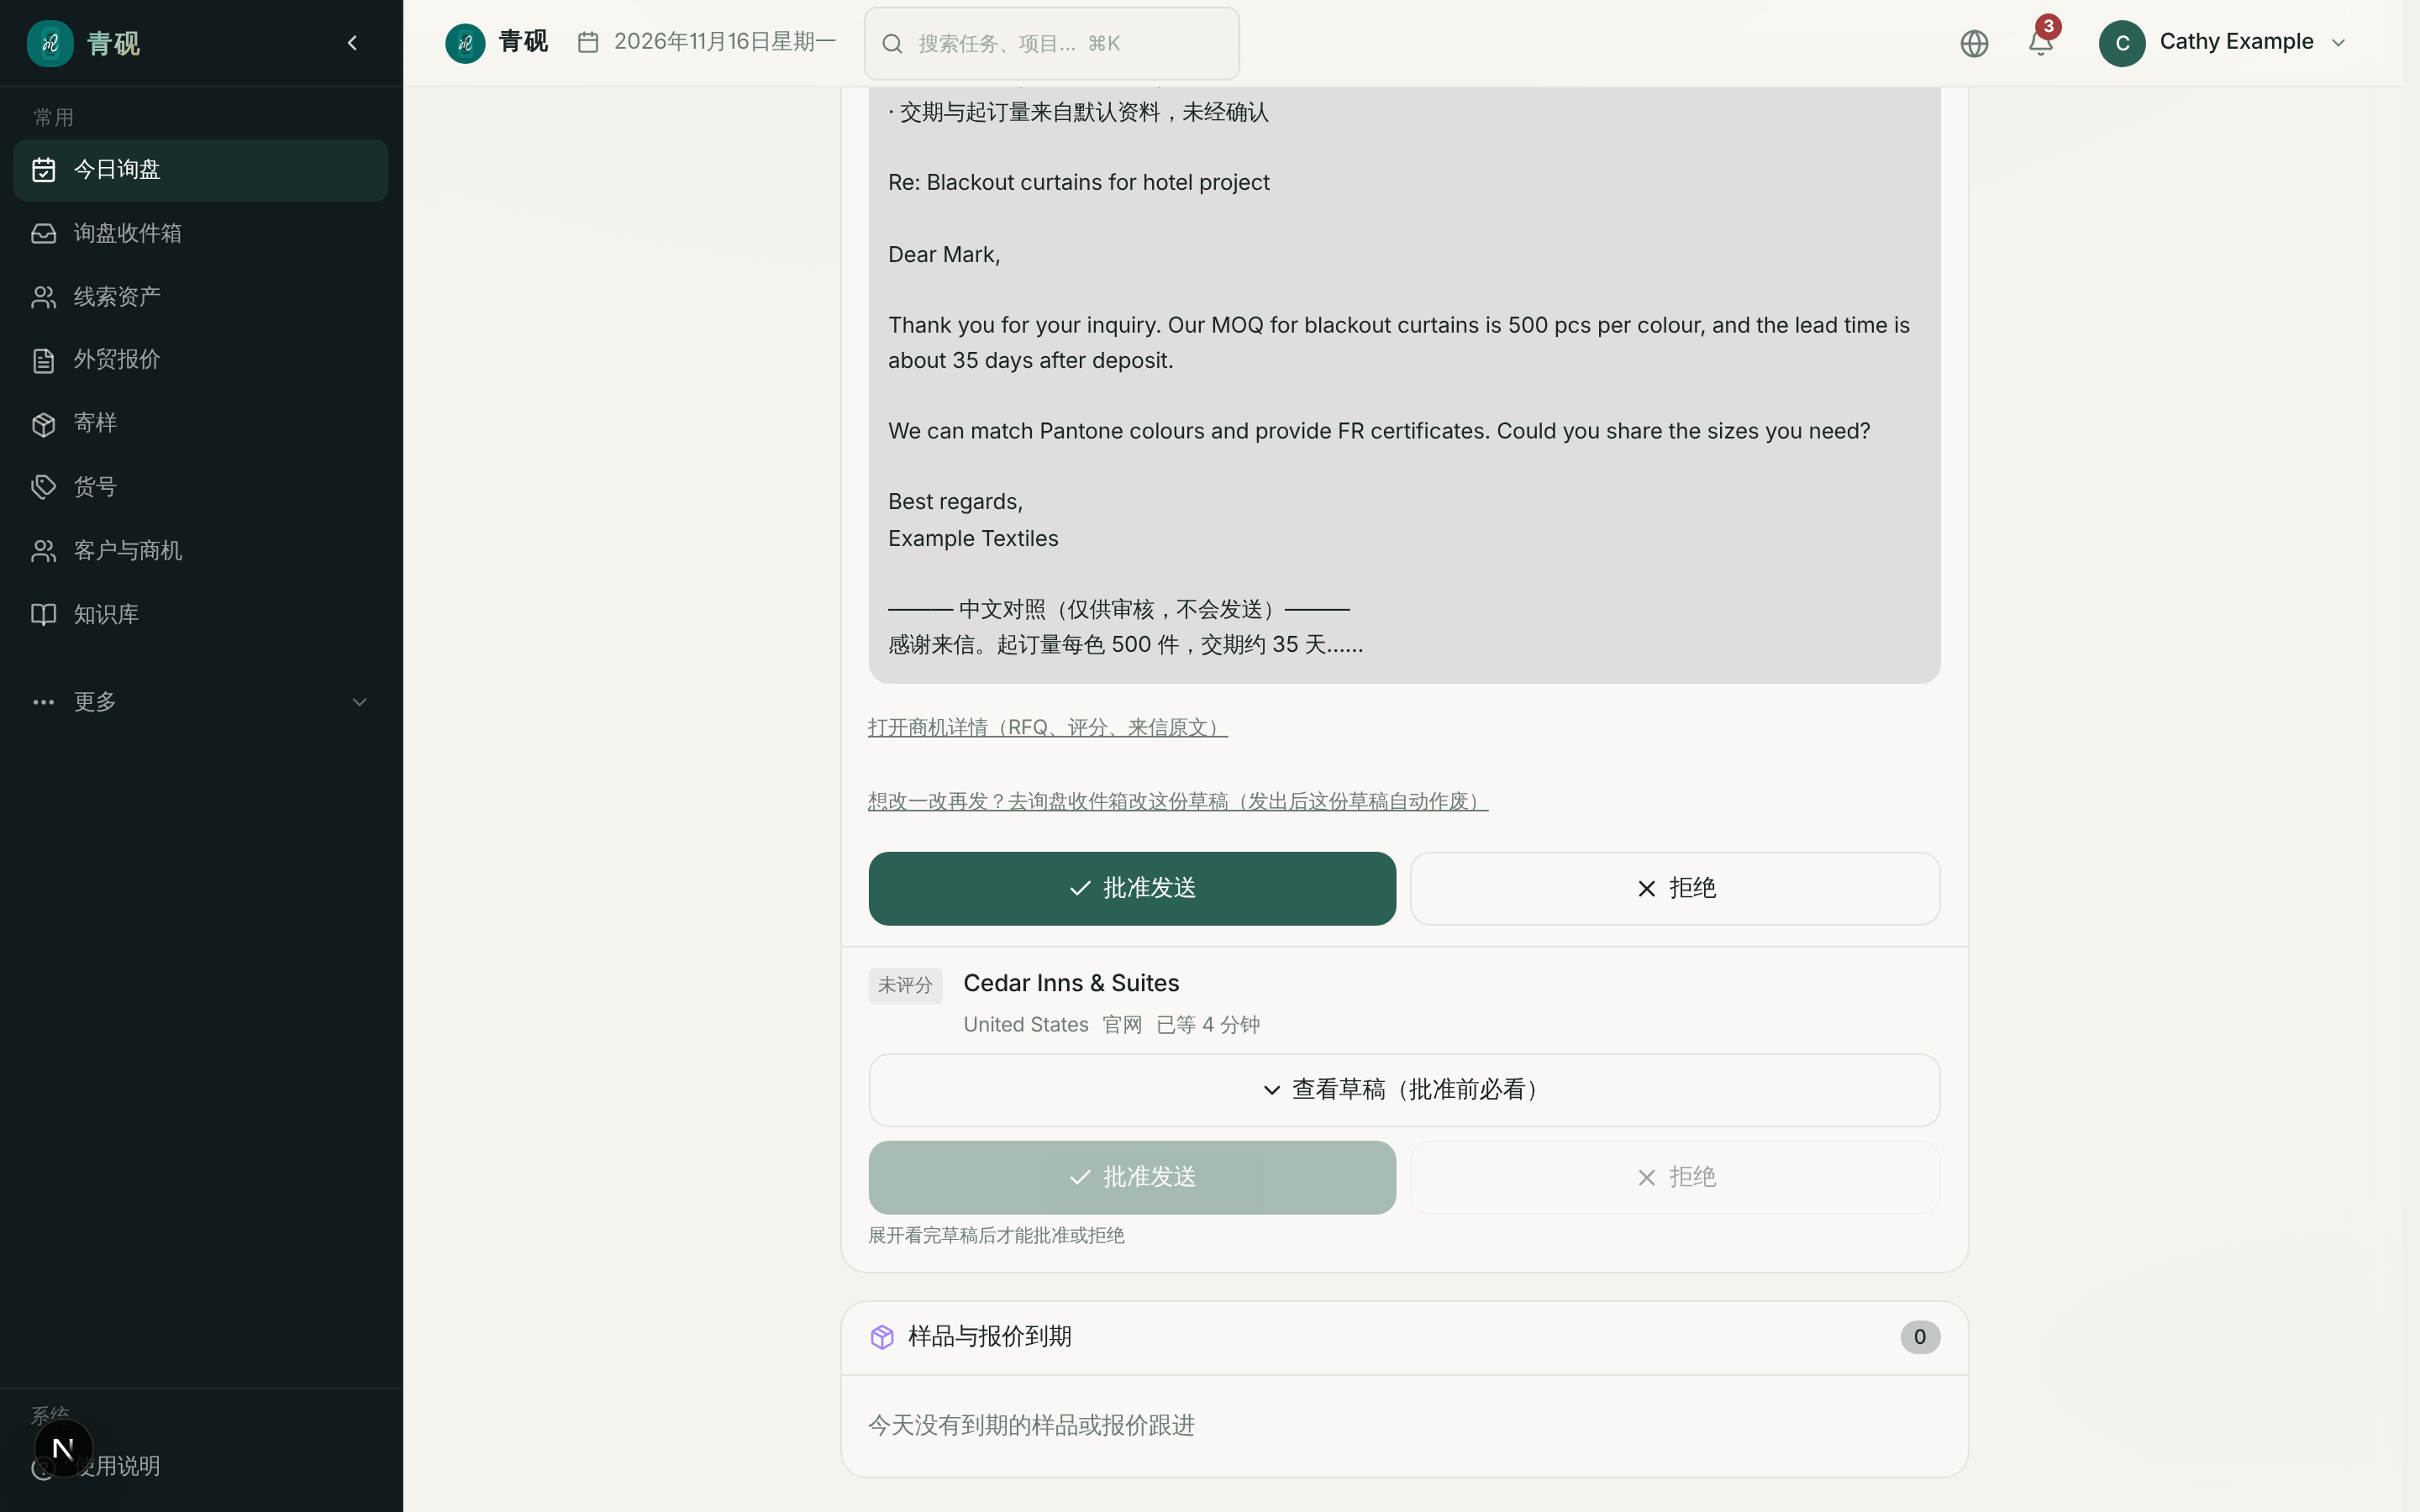 青砚
常用
今日询盘
询盘收件箱
线索资产
外贸报价
寄样
货号
客户与商机
知识库
更多
系统
使用说明
N
青砚
2026年11月16日星期一
搜索任务、项目... ⌘K
3
C
Cathy Example
· 交期与起订量来自默认资料，未经确认
Re: Blackout curtains for hotel project
Dear Mark,
Thank you for your inquiry. Our MOQ for blackout curtains is 500 pcs per colour, and the lead time is
about 35 days after deposit.
We can match Pantone colours and provide FR certificates. Could you share the sizes you need?
Best regards,
Example Textiles
——— 中文对照（仅供审核，不会发送）———
感谢来信。起订量每色 500 件，交期约 35 天……
打开商机详情（RFQ、评分、来信原文）
想改一改再发？去询盘收件箱改这份草稿（发出后这份草稿自动作废）
批准发送
拒绝
未评分
Cedar Inns & Suites
United States 官网 已等 4 分钟
查看草稿（批准前必看）
批准发送
拒绝
展开看完草稿后才能批准或拒绝
样品与报价到期
0
今天没有到期的样品或报价跟进